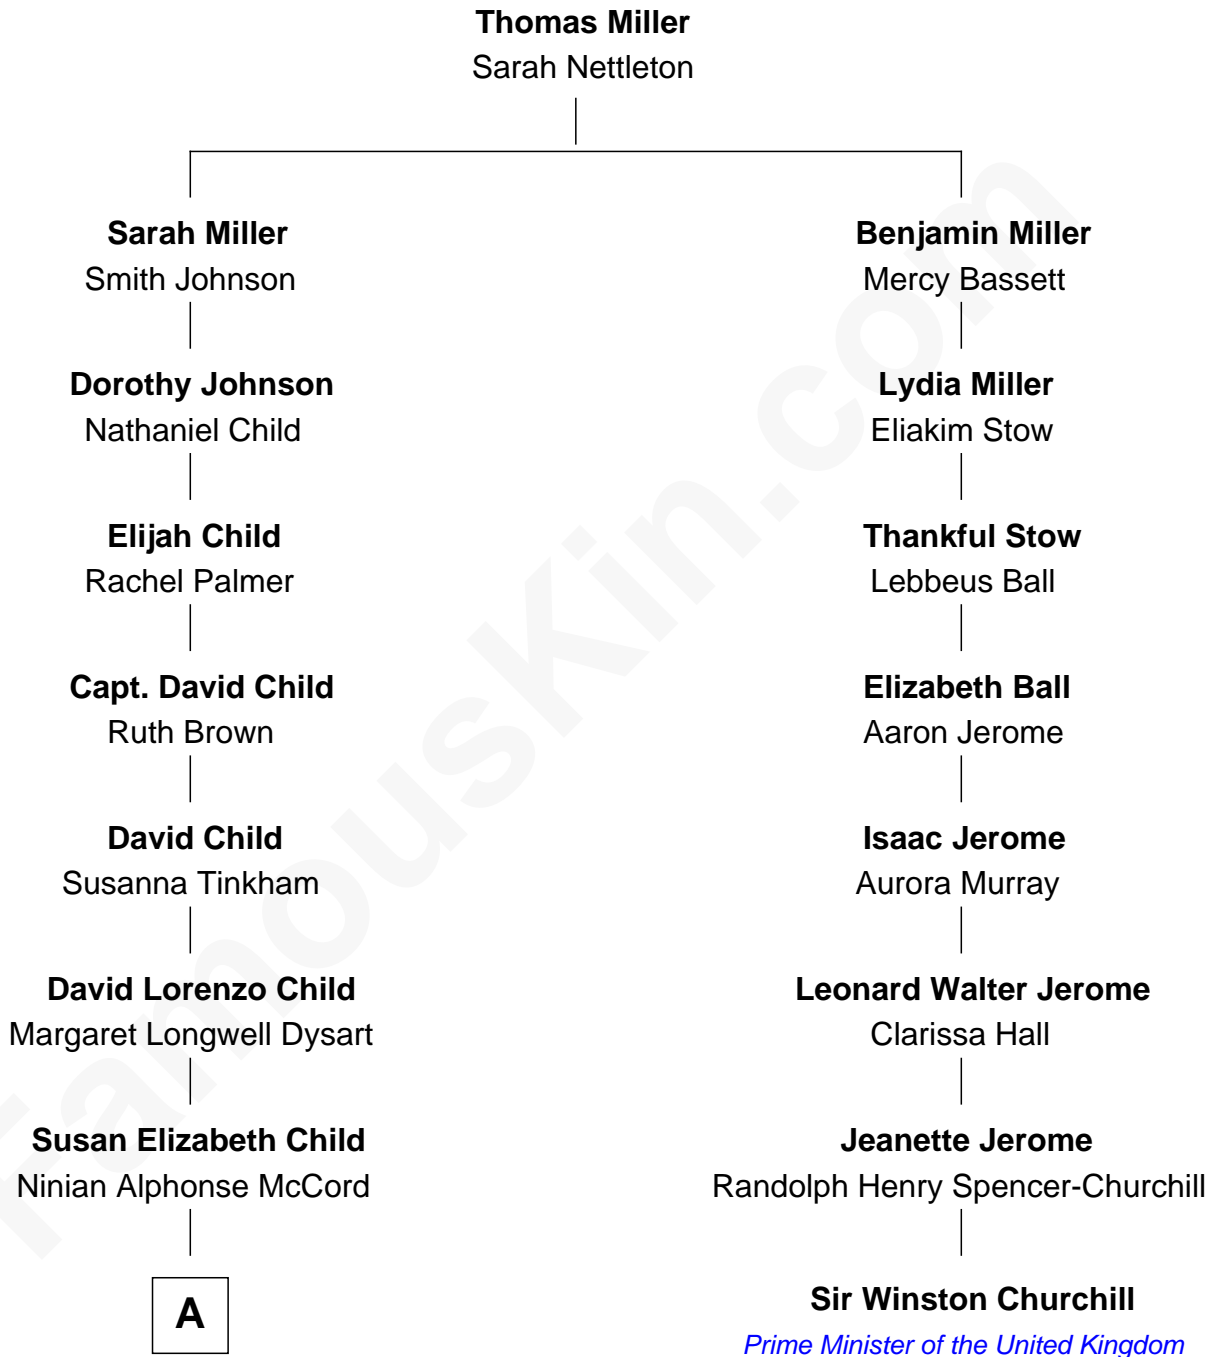 Thomas Miller
Sarah Nettleton
Sarah Miller
Smith Johnson
Benjamin Miller
Mercy Bassett
Dorothy Johnson
Nathaniel Child
Lydia Miller
Eliakim Stow
Elijah Child
Rachel Palmer
Thankful Stow
Lebbeus Ball
Capt. David Child
Ruth Brown
Elizabeth Ball
Aaron Jerome
David Child
Susanna Tinkham
Isaac Jerome
Aurora Murray
David Lorenzo Child
Margaret Longwell Dysart
Leonard Walter Jerome
Clarissa Hall
Susan Elizabeth Child
Ninian Alphonse McCord
Jeanette Jerome
Randolph Henry Spencer-Churchill
A
Sir Winston Churchill
Prime Minister of the United Kingdom
FamousKin.com